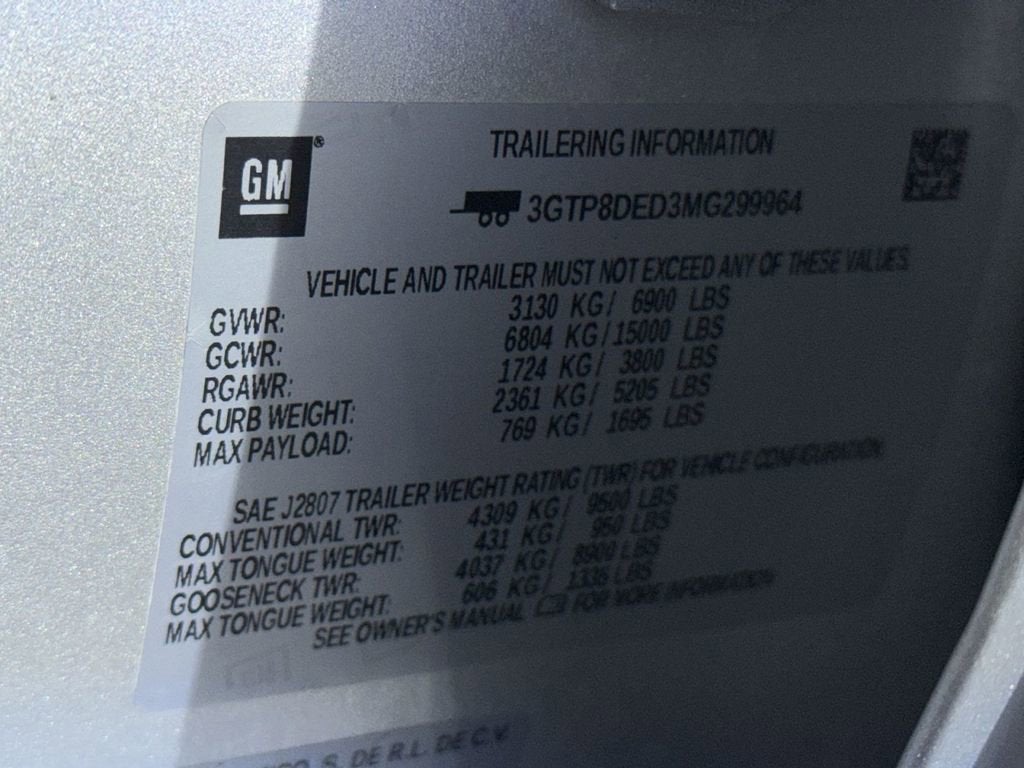 GM®
TRAILERING INFORMATION
3GTP8DED3MG299964
VEHICLE AND TRAILER MUST NOT EXCEED ANY OF THESE VALUES.
GVWR: 3130 KG/ 6900 LBS
GCWR: 6804 KG/15000 LBS
RGAWR: 1724 KG/ 3800 LBS
CURB WEIGHT: 2361 KG/ 5205 LBS
MAX PAYLOAD: 769 KG/ 1695 LBS
SAE J2807 TRAILER WEIGHT RATING (TWR) FOR VEHICLE CONFIGURATION.
CONVENTIONAL TWR: 4309 KG/ 9500 LBS
MAX TONGUE WEIGHT: 431 KG/ 950 LBS
GOOSENECK TWR: 4037 KG/ 8900 LBS
MAX TONGUE WEIGHT: 606 KG/ 1335 LBS
SEE OWNER'S MANUAL FOR MORE INFORMATION
S. DE R.L. DE C.V.